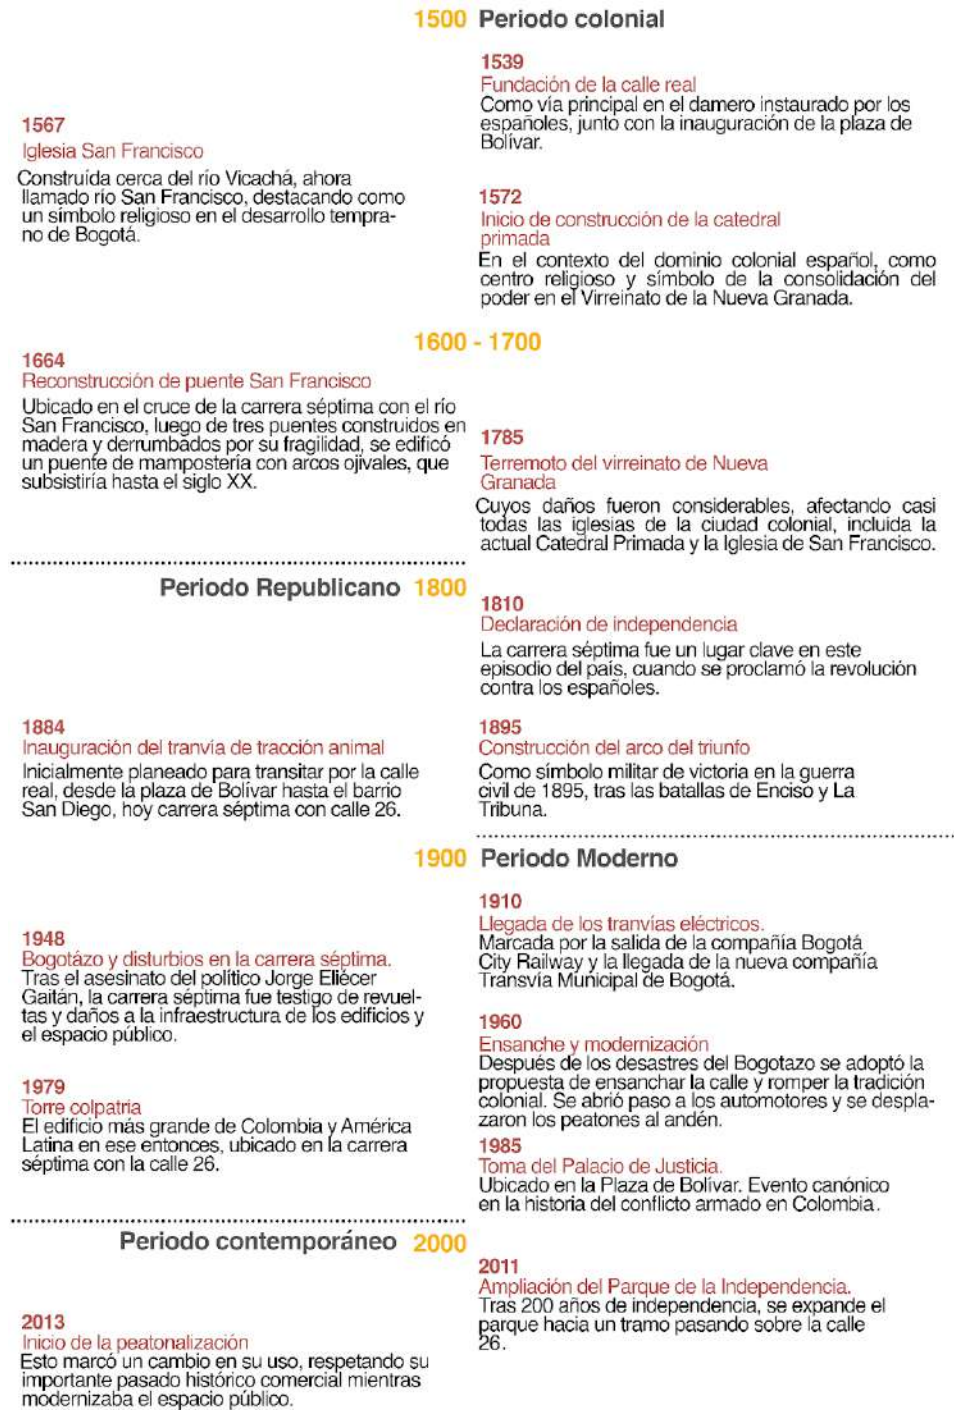 1500 Periodo colonial
1539
Fundación de la calle real
Como vía principal en el damero instaurado por los
españoles, junto con la inauguración de la plaza de
Bolívar.
1567
Iglesia San Francisco
Construída cerca del río Vicachá, ahora
llamado río San Francisco, destacando como
un símbolo religioso en el desarrollo tempra-
no de Bogotá.
1572
Inicio de construcción de la catedral
primada
En el contexto del dominio colonial español, como
centro religioso y símbolo de la consolidación del
poder en el Virreinato de la Nueva Granada.
1600 - 1700
1664
Reconstrucción de puente San Francisco
Ubicado en el cruce de la carrera séptima con el río
San Francisco, luego de tres puentes construidos en
madera y derrumbados por su fragilidad, se edificó
un puente de mampostería con arcos ojivales, que
subsistiría hasta el siglo XX.
1785
Terremoto del virreinato de Nueva
Granada
Cuyos daños fueron considerables, afectando casi
todas las iglesias de la ciudad colonial, incluida la
actual Catedral Primada y la Iglesia de San Francisco.
Periodo Republicano 1800
1810
Declaración de independencia
La carrera séptima fue un lugar clave en este
episodio del país, cuando se proclamó la revolución
contra los españoles.
1884
Inauguración del tranvía de tracción animal
Inicialmente planeado para transitar por la calle
real, desde la plaza de Bolívar hasta el barrio
San Diego, hoy carrera séptima con calle 26.
1895
Construcción del arco del triunfo
Como símbolo militar de victoria en la guerra
civil de 1895, tras las batallas de Enciso y La
Tribuna.
1900 Periodo Moderno
1910
Llegada de los tranvías eléctricos.
Marcada por la salida de la compañía Bogotá
City Railway y la llegada de la nueva compañía
Transvía Municipal de Bogotá.
1948
Bogotázo y disturbios en la carrera séptima.
Tras el asesinato del político Jorge Eliécer
Gaitán, la carrera séptima fue testigo de revuel-
tas y daños a la infraestructura de los edificios y
el espacio público.
1960
Ensanche y modernización
Después de los desastres del Bogotazo se adoptó la
propuesta de ensanchar la calle y romper la tradición
colonial. Se abrió paso a los automotores y se despla-
zaron los peatones al andén.
1979
Torre colpatria
El edificio más grande de Colombia y América
Latina en ese entonces, ubicado en la carrera
séptima con la calle 26.
1985
Toma del Palacio de Justicia.
Ubicado en la Plaza de Bolívar. Evento canónico
en la historia del conflicto armado en Colombia.
Periodo contemporáneo 2000
2011
Ampliación del Parque de la Independencia.
Tras 200 años de independencia, se expande el
parque hacia un tramo pasando sobre la calle
26.
2013
Inicio de la peatonalización
Esto marcó un cambio en su uso, respetando su
importante pasado histórico comercial mientras
modernizaba el espacio público.